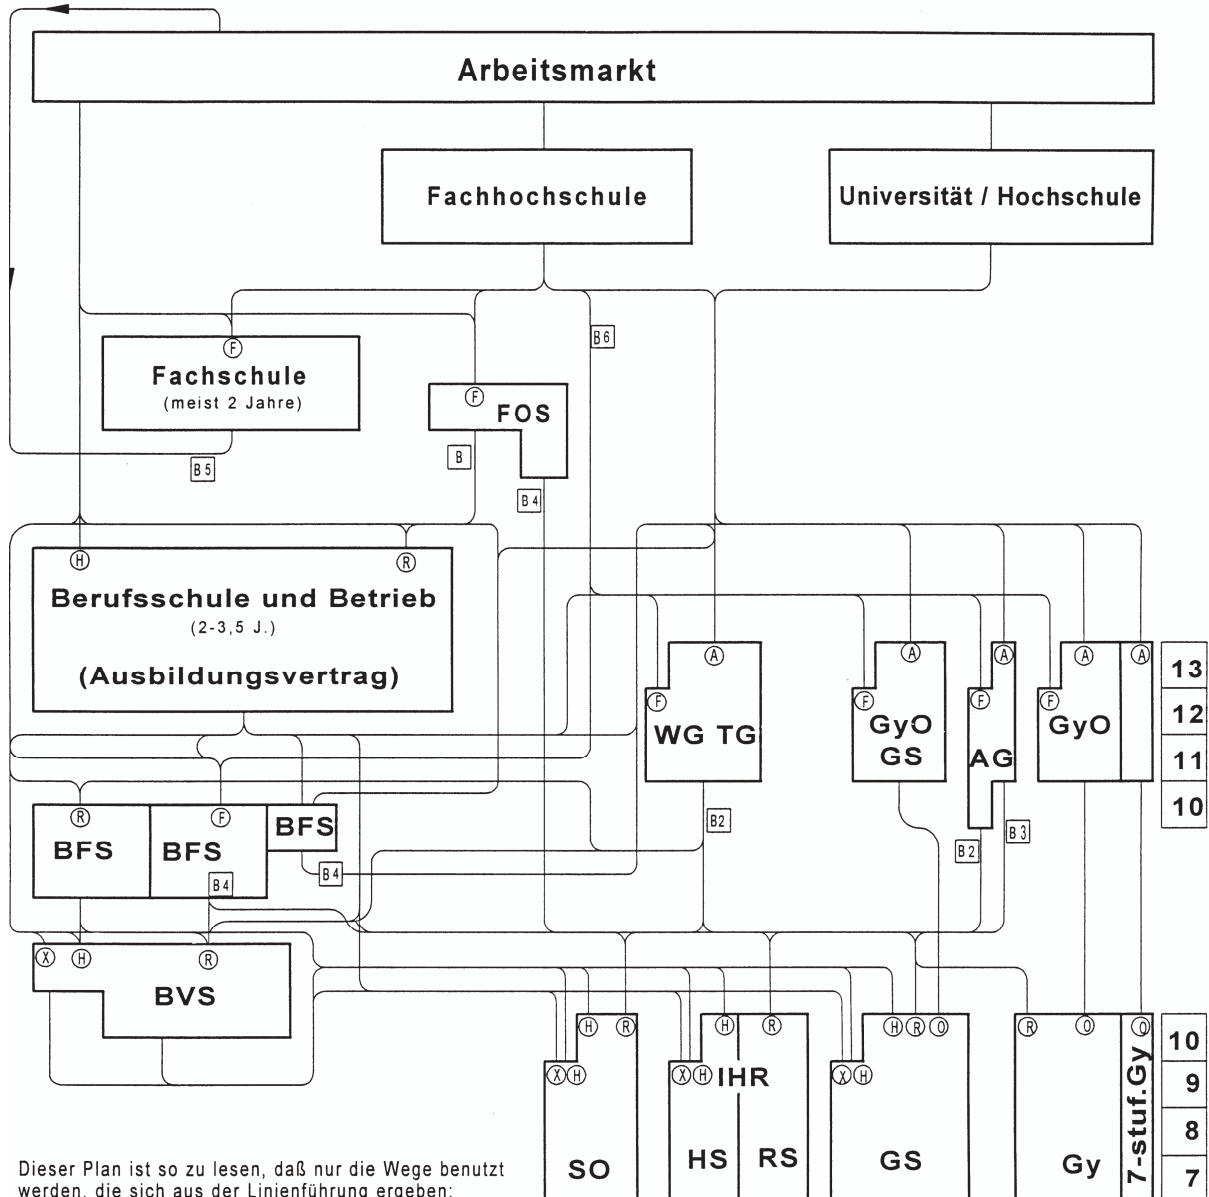 Arbeitsmarkt
Fachhochschule
Universität / Hochschule
B6
F
Fachschule
(meist 2 Jahre)
F
FOS
B5
B
B4
H
R
Berufsschule und Betrieb
(2-3,5 J.)
(Ausbildungsvertrag)
A
F
WG TG
A
F
GyO
GS
A
F
AG
A
A
F
GyO
13
12
11
10
R
BFS
F
BFS
B4
BFS
B4
B2
B2
B3
X
H
R
BVS
H
R
X
H
SO
H
R
X
H
IHR
HS
RS
H
R
Q
X
H
GS
R
Q
Gy
Q
7-stuf.Gy
10
9
8
7
Dieser Plan ist so zu lesen, daß nur die Wege benutzt
werden, die sich aus der Linienführung ergeben: